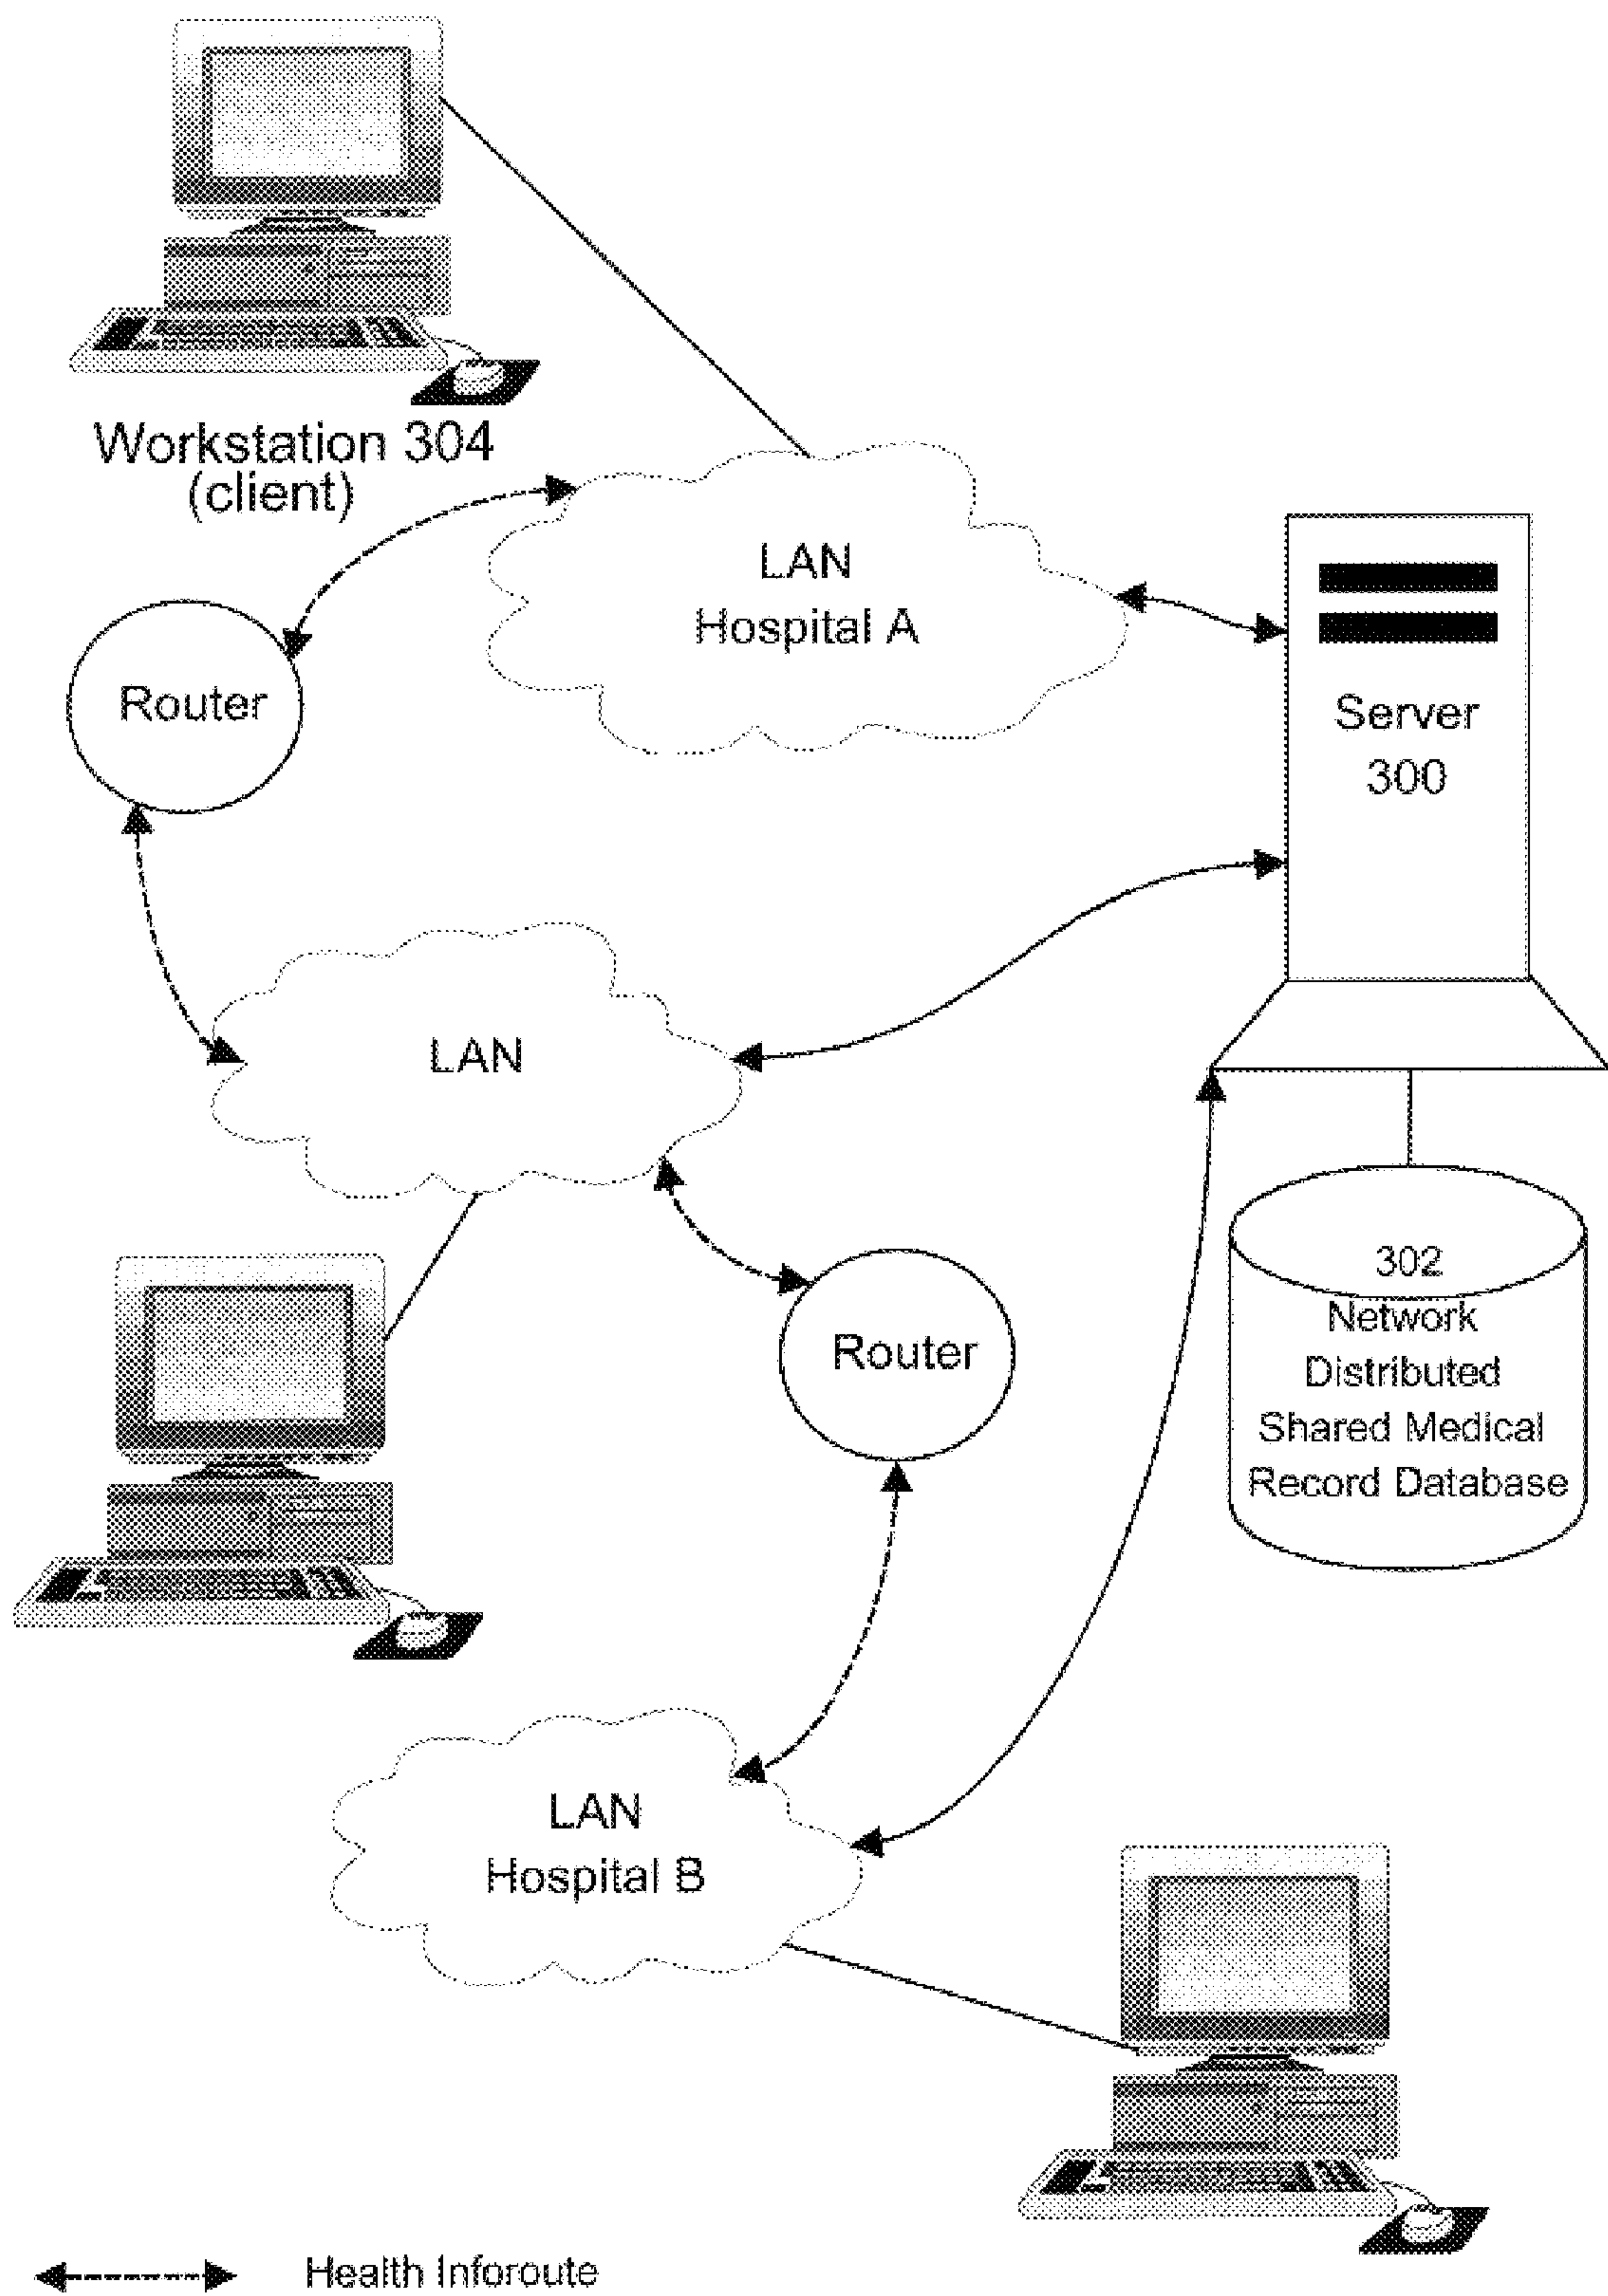 Workstation 304
(client)
LAN
Hospital A
Router
Server
300
LAN
302
Network
Distributed
Shared Medical
Record Database
Router
LAN
Hospital B
Health Inforoute